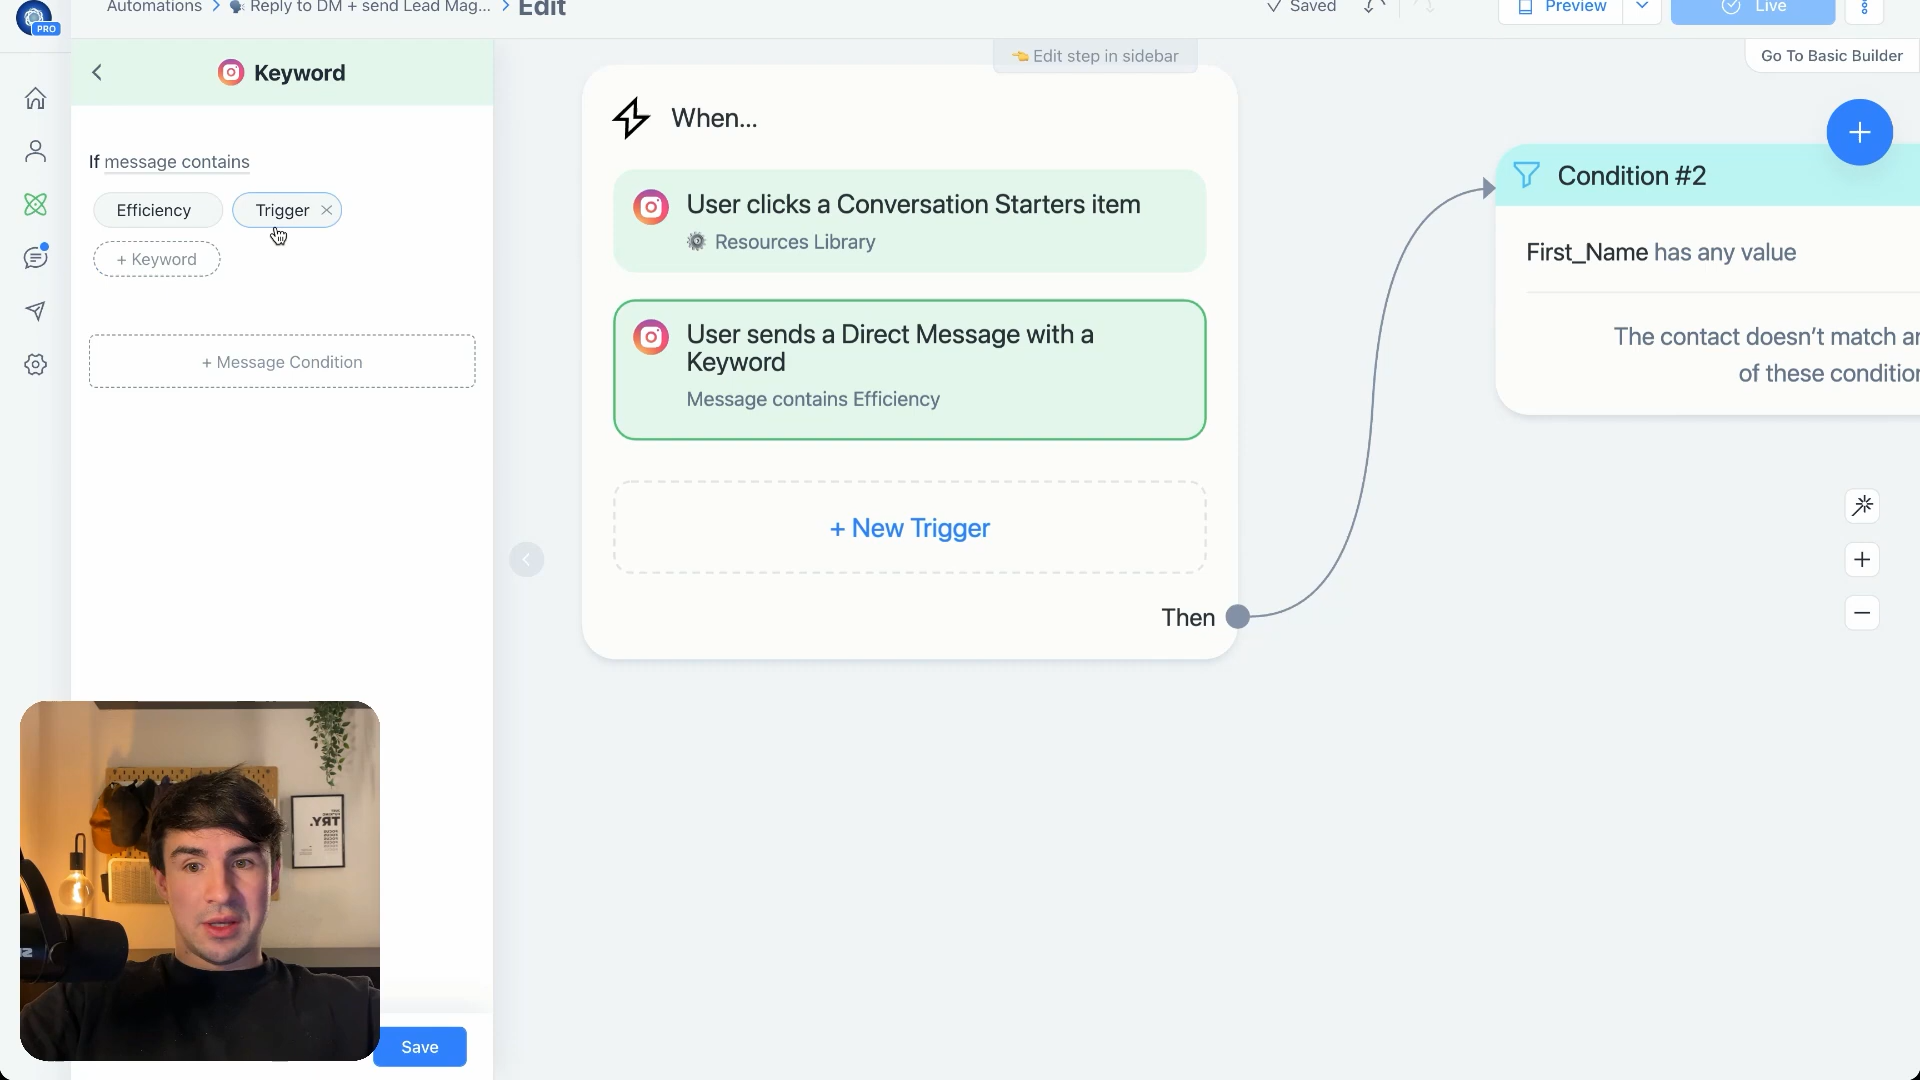 Automations > Reply to DM + send Lead Mag... > Edit
Saved
Preview
Live
PRO
Keyword
Edit step in sidebar
Go To Basic Builder
If message contains
Efficiency
Trigger
+ Keyword
+ Message Condition
Save
When...
User clicks a Conversation Starters item
Resources Library
User sends a Direct Message with a
Keyword
Message contains Efficiency
+ New Trigger
Then
Condition #2
First_Name has any value
The contact doesn't match
of these
TRY.